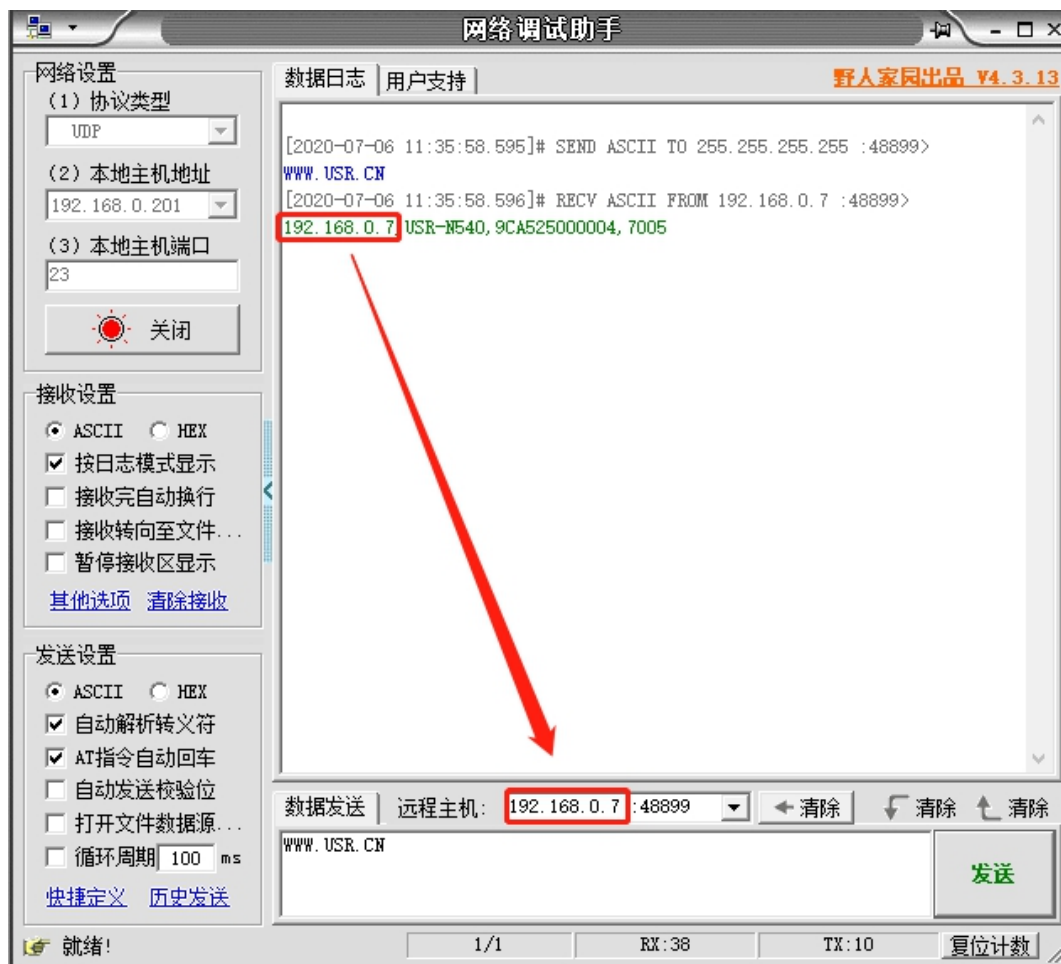 网络调试助手
网络设置
(1) 协议类型
UDP
(2) 本地主机地址
192.168.0.201
(3) 本地主机端口
23
关闭
接收设置
ASCII HEX
按日志模式显示
接收完自动换行
接收转向至文件...
暂停接收区显示
其他选项 清除接收
发送设置
ASCII HEX
自动解析转义符
AT指令自动回车
自动发送校验位
打开文件数据源...
循环周期 100 ms
快捷定义 历史发送
数据日志 用户支持 野人家园出品 V4.3.13
[2020-07-06 11:35:58.595]# SEND ASCII TO 255.255.255.255 :48899>
WWW.USR.CN
[2020-07-06 11:35:58.596]# RECV ASCII FROM 192.168.0.7 :48899>
192.168.0.7,USR-N540,9CA525000004,7005
数据发送 远程主机: 192.168.0.7 :48899 清除 清除 清除
WWW.USR.CN
发送
就绪! 1/1 RX:38 TX:10 复位计数